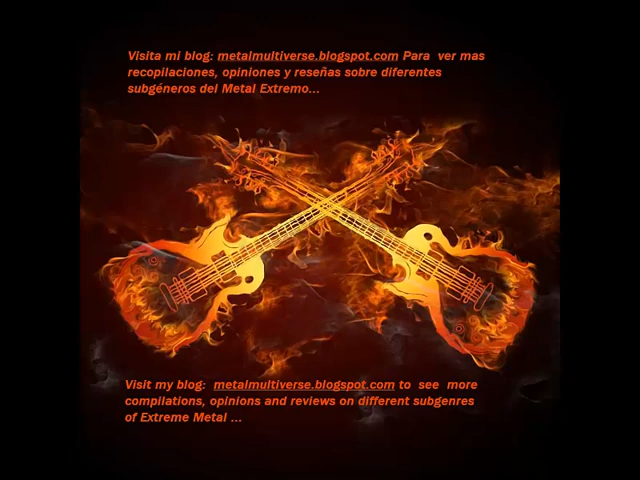 Visita mi blog: metalmultiverse.blogspot.com Para ver mas
recopilaciones, opiniones y reseñas sobre diferentes
subgéneros del Metal Extremo...
Visit my blog: metalmultiverse.blogspot.com to see more
compilations, opinions and reviews on different subgenres
of Extreme Metal ...